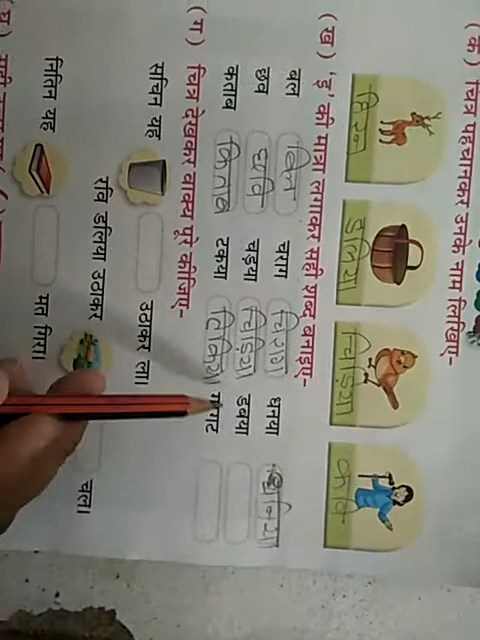 (क) चित्र पहचानकर उनके नाम लिखिए-
हिरन डलिया चिड़िया कवि
(ख) 'इ' की मात्रा लगाकर सही शब्द बनाइए-
बल बिल चराग चिराग धनया धनिया
छव छवि चड़या चिड़िया डबया
कताब किताब टकया टिकिया
(ग) चित्र देखकर वाक्य पूरे कीजिए-
सचिन यह उठाकर ला।
रवि डलिया उठाकर चल।
नितिन यह मत गिरा।